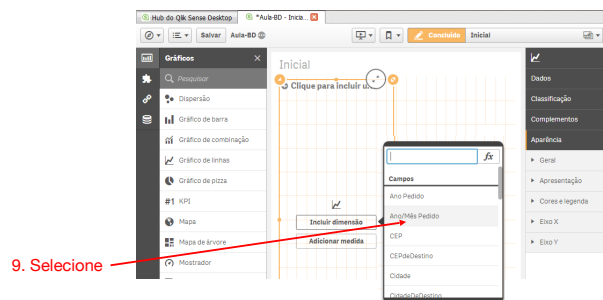 Hub do Qlik Sense Desktop
*Aula-BD - Inicia...
Salvar
Aula-BD
Concluído
Inicial
Gráficos
Pesquisar
Dispersão
Gráfico de barra
Gráfico de combinação
Gráfico de linhas
Gráfico de pizza
#1 KPI
Mapa
Mapa de árvore
Mostrador
Inicial
Clique para incluir u
Incluir dimensão
Adicionar medida
fx
Campos
Ano Pedido
Ano/Mês Pedido
CEP
CEPdeDestino
Cidade
CidadeDeDestino
Dados
Classificação
Complementos
Aparência
Geral
Apresentação
Cores e legenda
Eixo X
Eixo Y
9. Selecione